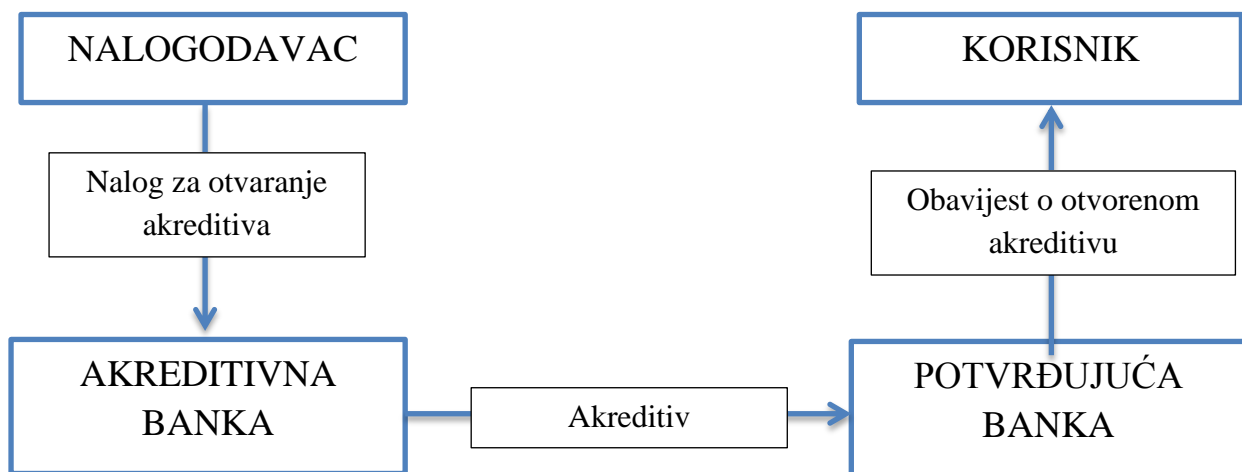 NALOGODAVAC
KORISNIK
Nalog za otvaranje
akreditiva
Obavijest o otvorenom
akreditivu
AKREDITIVNA
BANKA
Akreditiv
POTVRĐUJUĆA
BANKA